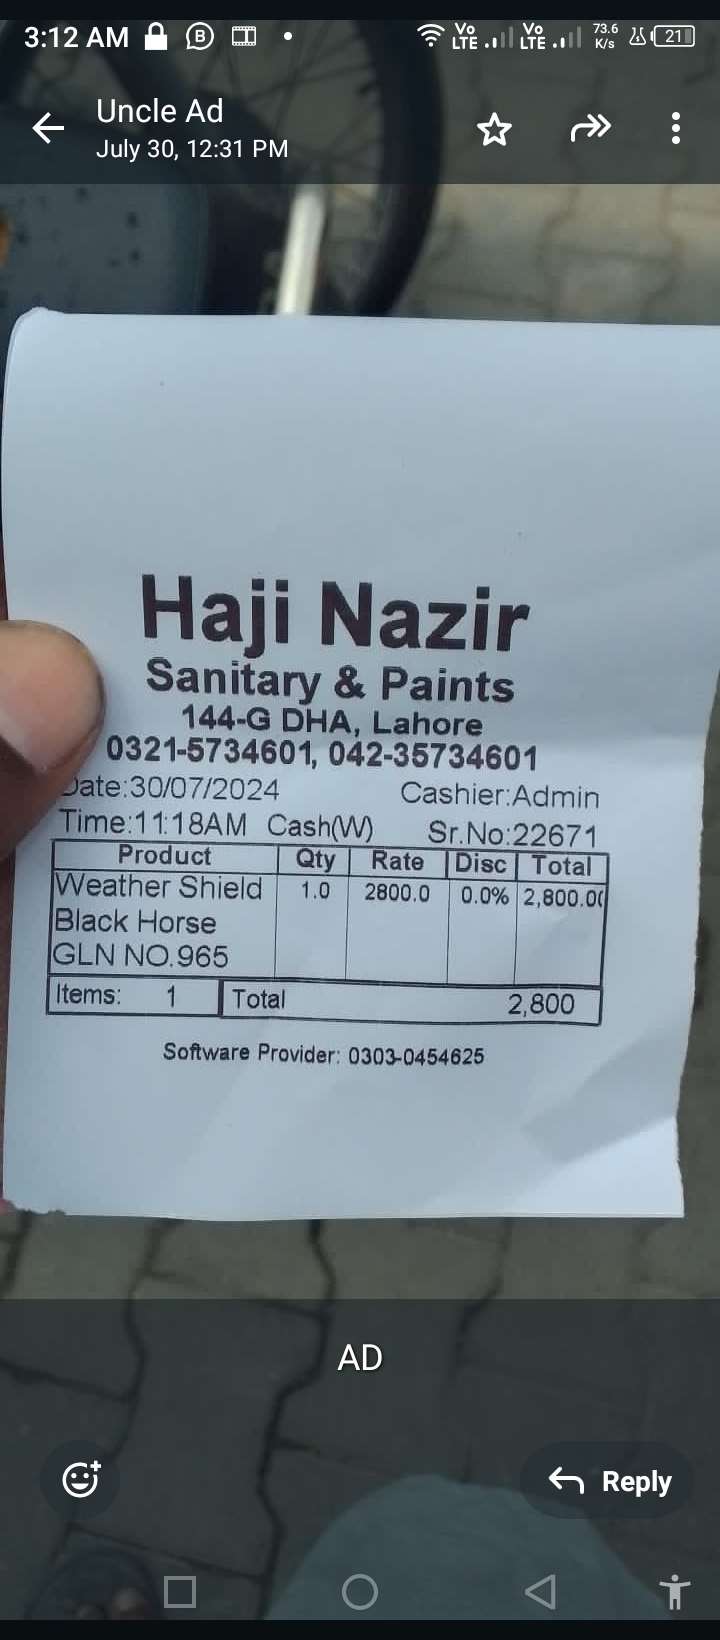 3:12 AM B Vo LTE Vo LTE 73.6 K/s 21
Uncle Ad
July 30, 12:31 PM
Haji Nazir
Sanitary & Paints
144-G DHA, Lahore
0321-5734601, 042-35734601
Date:30/07/2024 Cashier:Admin
Time:11:18AM Cash(W) Sr.No:22671
Product Qty Rate Disc Total
Weather Shield 1.0 2800.0 0.0% 2,800.00
Black Horse
GLN NO.965
Items: 1 Total 2,800
Software Provider: 0303-0454625
AD
Reply